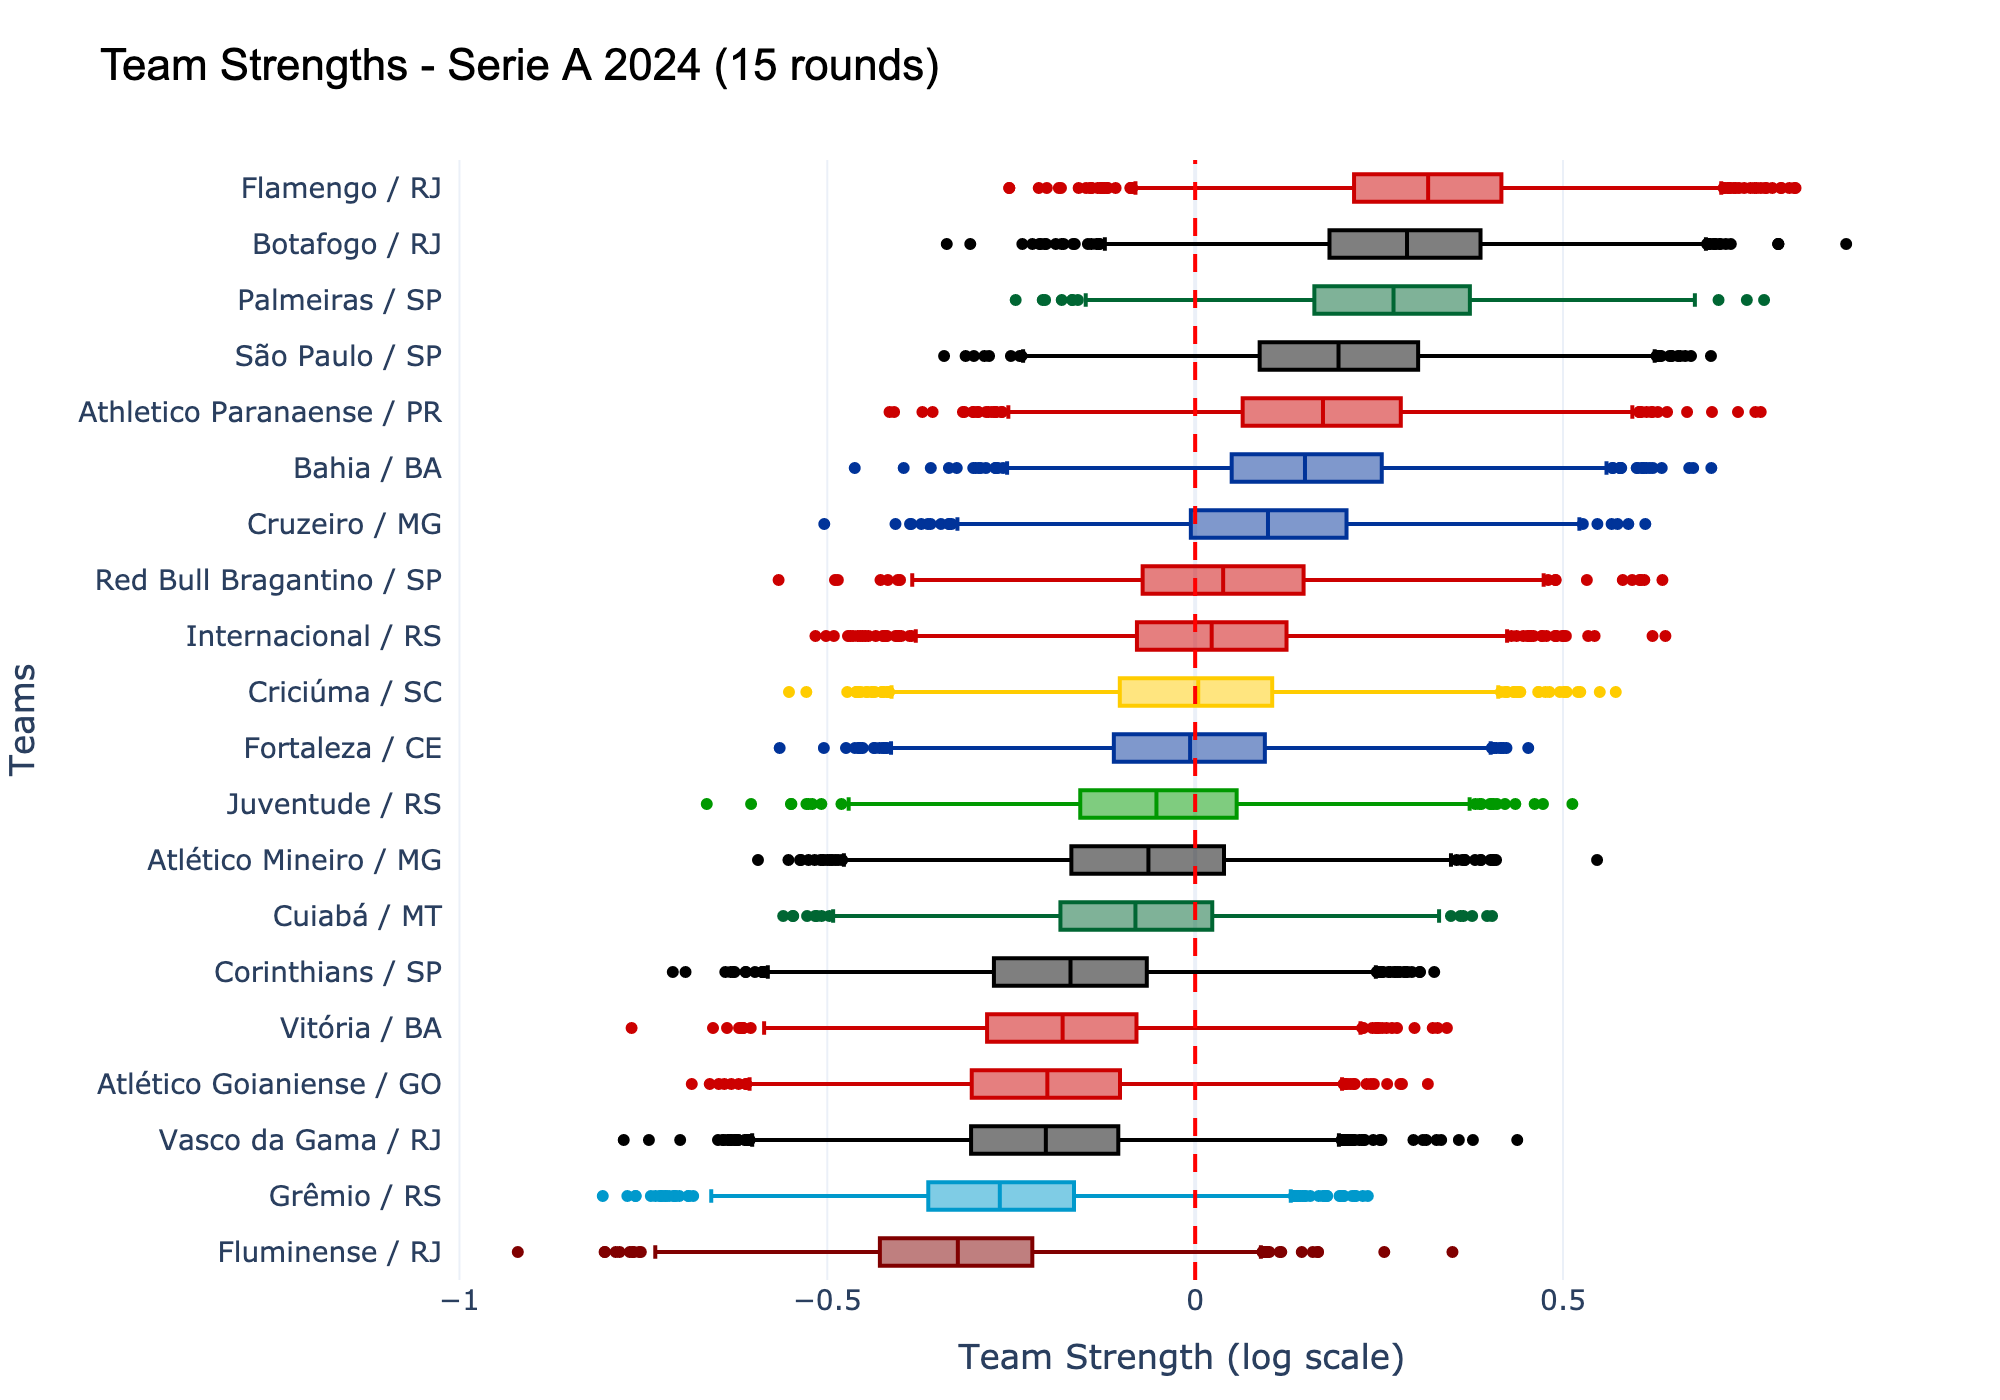 Team Strengths - Serie A 2024 (15 rounds)
Flamengo / RJ
Botafogo / RJ
Palmeiras / SP
São Paulo / SP
Athletico Paranaense / PR
Bahia / BA
Cruzeiro / MG
Red Bull Bragantino / SP
Internacional / RS
Criciúma / SC
Fortaleza / CE
Juventude / RS
Atlético Mineiro / MG
Cuiabá / MT
Corinthians / SP
Vitória / BA
Atlético Goianiense / GO
Vasco da Gama / RJ
Grêmio / RS
Fluminense / RJ
Teams
−1 −0.5 0 0.5
Team Strength (log scale)